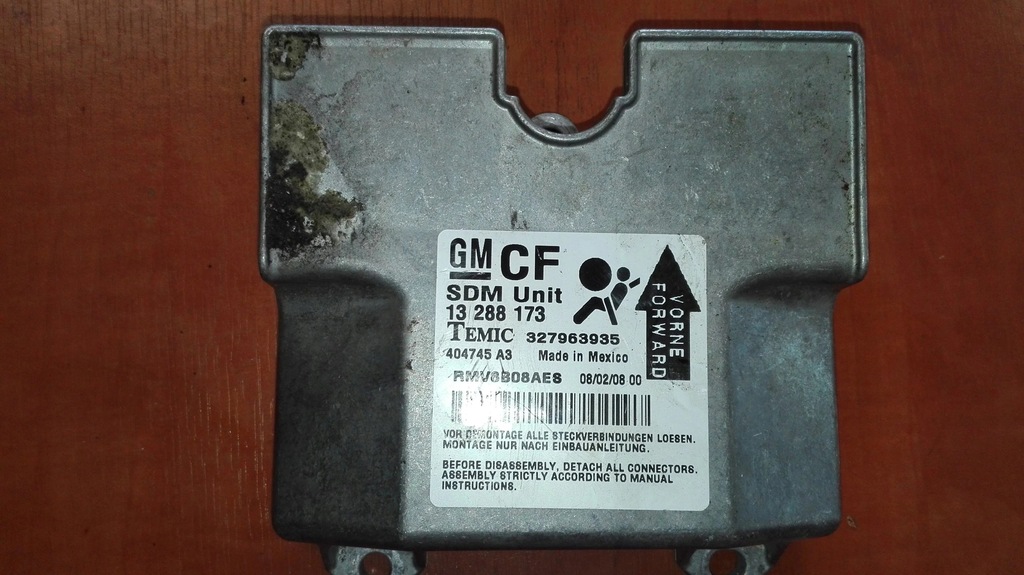 GM CF
SDM Unit
13 288 173
TEMIC 327963935
404745 A3 Made in Mexico
RMV8B08AES 08/02/08 00
VORNE
FORWARD
VOR DEMONTAGE ALLE STECKVERBINDUNGEN LOESEN.
MONTAGE NUR NACH EINBAUANLEITUNG.
BEFORE DISASSEMBLY, DETACH ALL CONNECTORS.
ASSEMBLY STRICTLY ACCORDING TO MANUAL
INSTRUCTIONS.